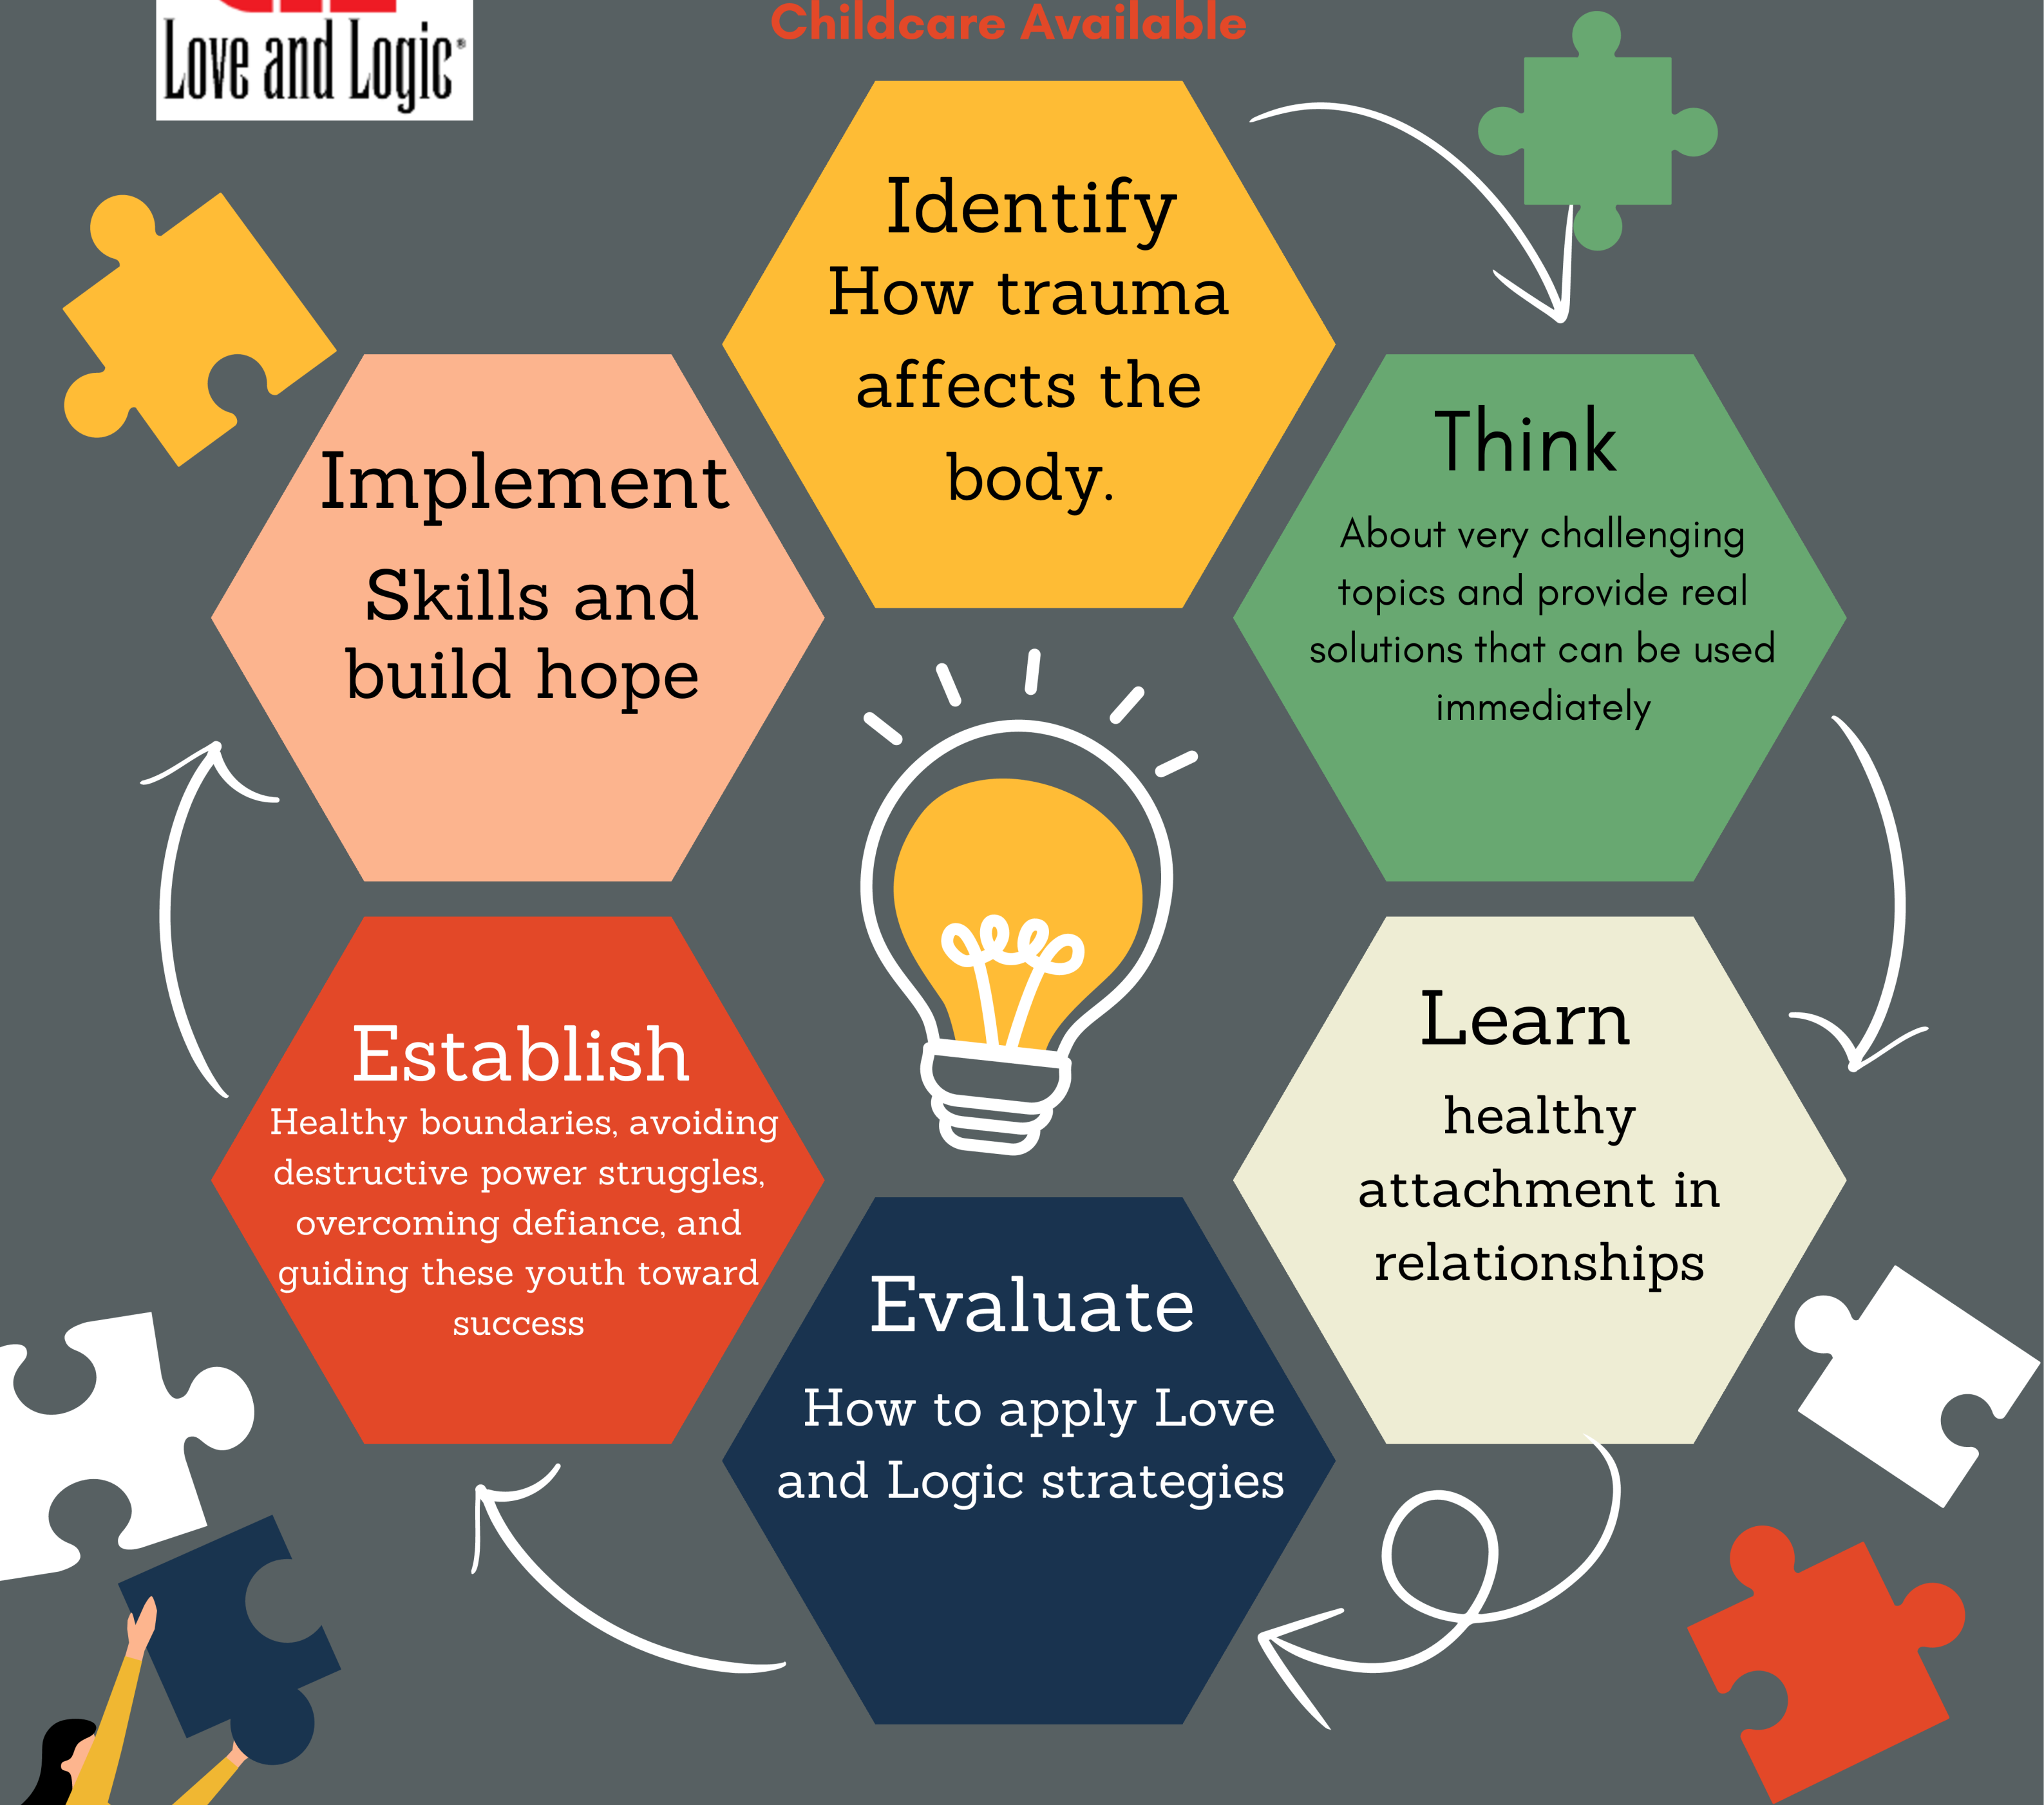 Love and Logic®
Childcare Available
Identify
How trauma
affects the
body.
Think
About very challenging
topics and provide real
solutions that can be used
immediately
Learn
healthy
attachment in
relationships
Evaluate
How to apply Love
and Logic strategies
Establish
Healthy boundaries, avoiding
destructive power struggles,
overcoming defiance, and
guiding these youth toward
success
Implement
Skills and
build hope